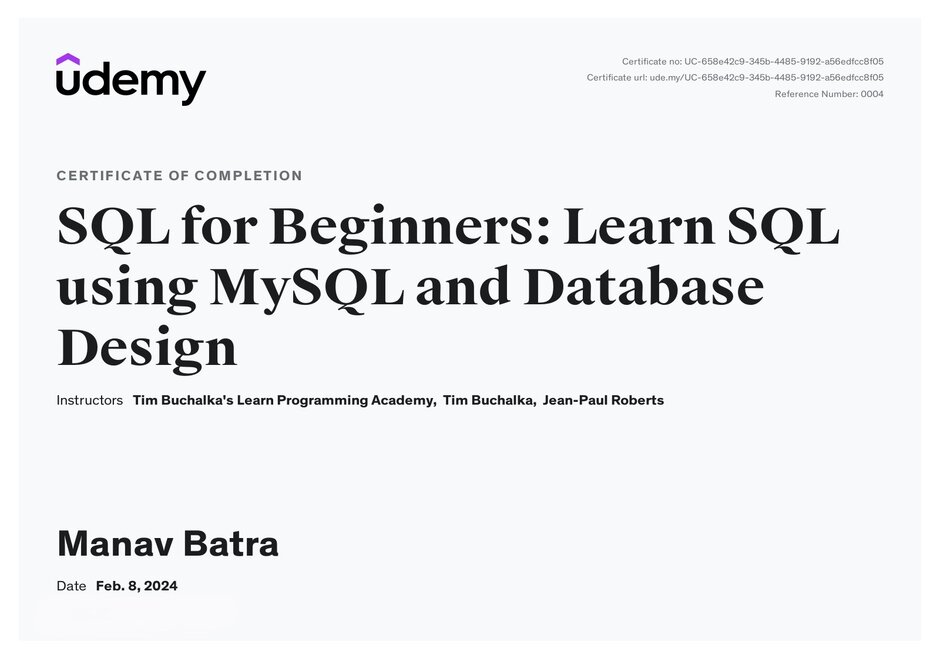 udemy
Certificate no: UC-658e42c9-345b-4485-9192-a56edfcc8f05
Certificate url: ude.my/UC-658e42c9-345b-4485-9192-a56edfcc8f05
Reference Number: 0004
CERTIFICATE OF COMPLETION
SQL for Beginners: Learn SQL
using MySQL and Database
Design
Instructors Tim Buchalka's Learn Programming Academy, Tim Buchalka, Jean-Paul Roberts
Manav Batra
Date Feb. 8, 2024